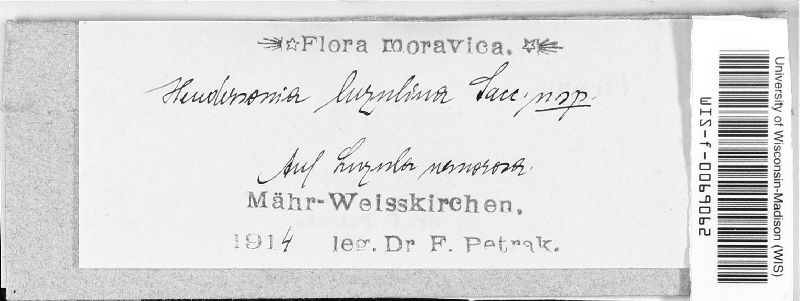 ☆Flora moravica.☆
Hendersonia luzulina Sacc. n sp.
Auf Luzula nemorosa.
Mähr-Weisskirchen,
1914 leg. Dr F. Petrak.
University of Wisconsin-Madison (WIS)
WIS-f-0069062